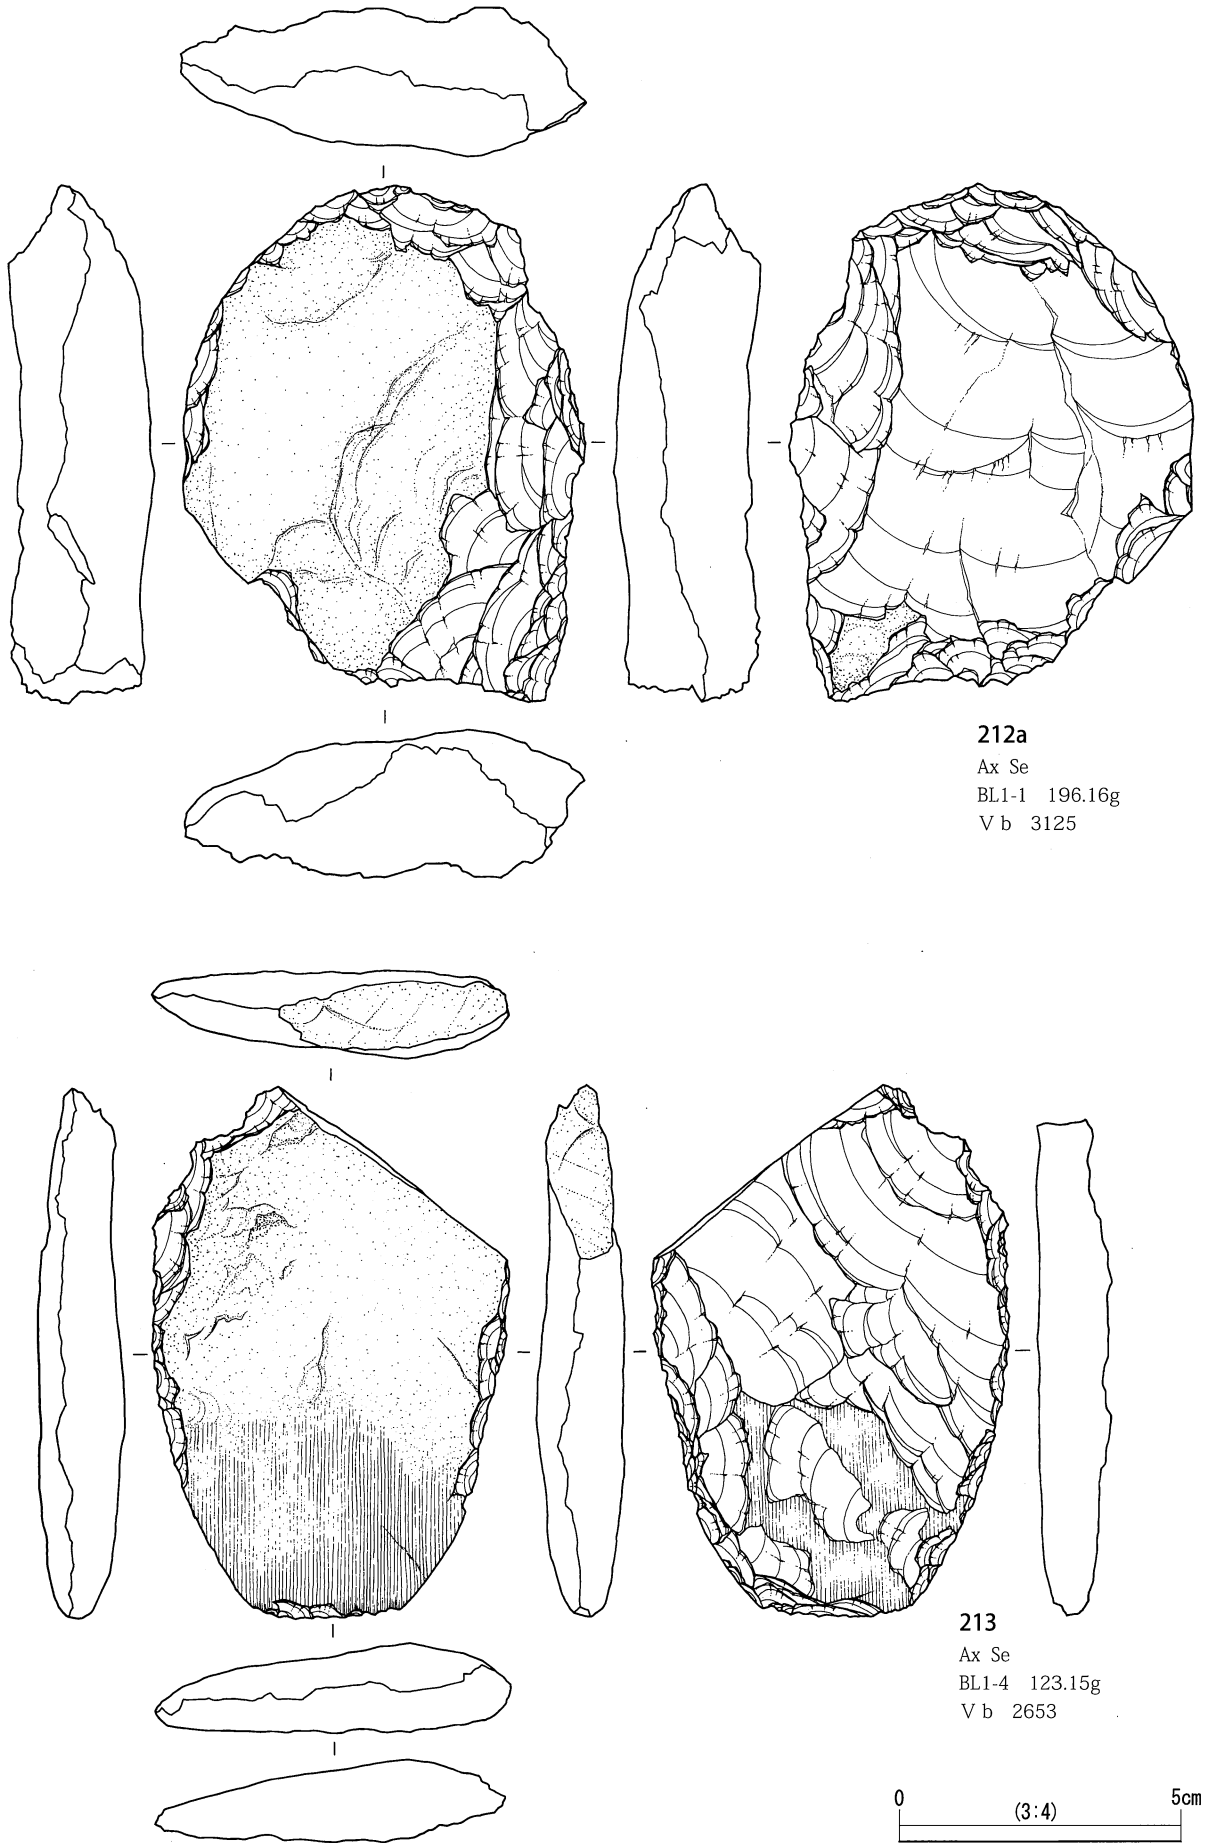 212a
Ax Se
BL1-1 196.16g
Ⅴ b 3125
213
Ax Se
BL1-4 123.15g
Ⅴ b 2653
0 (3:4) 5cm